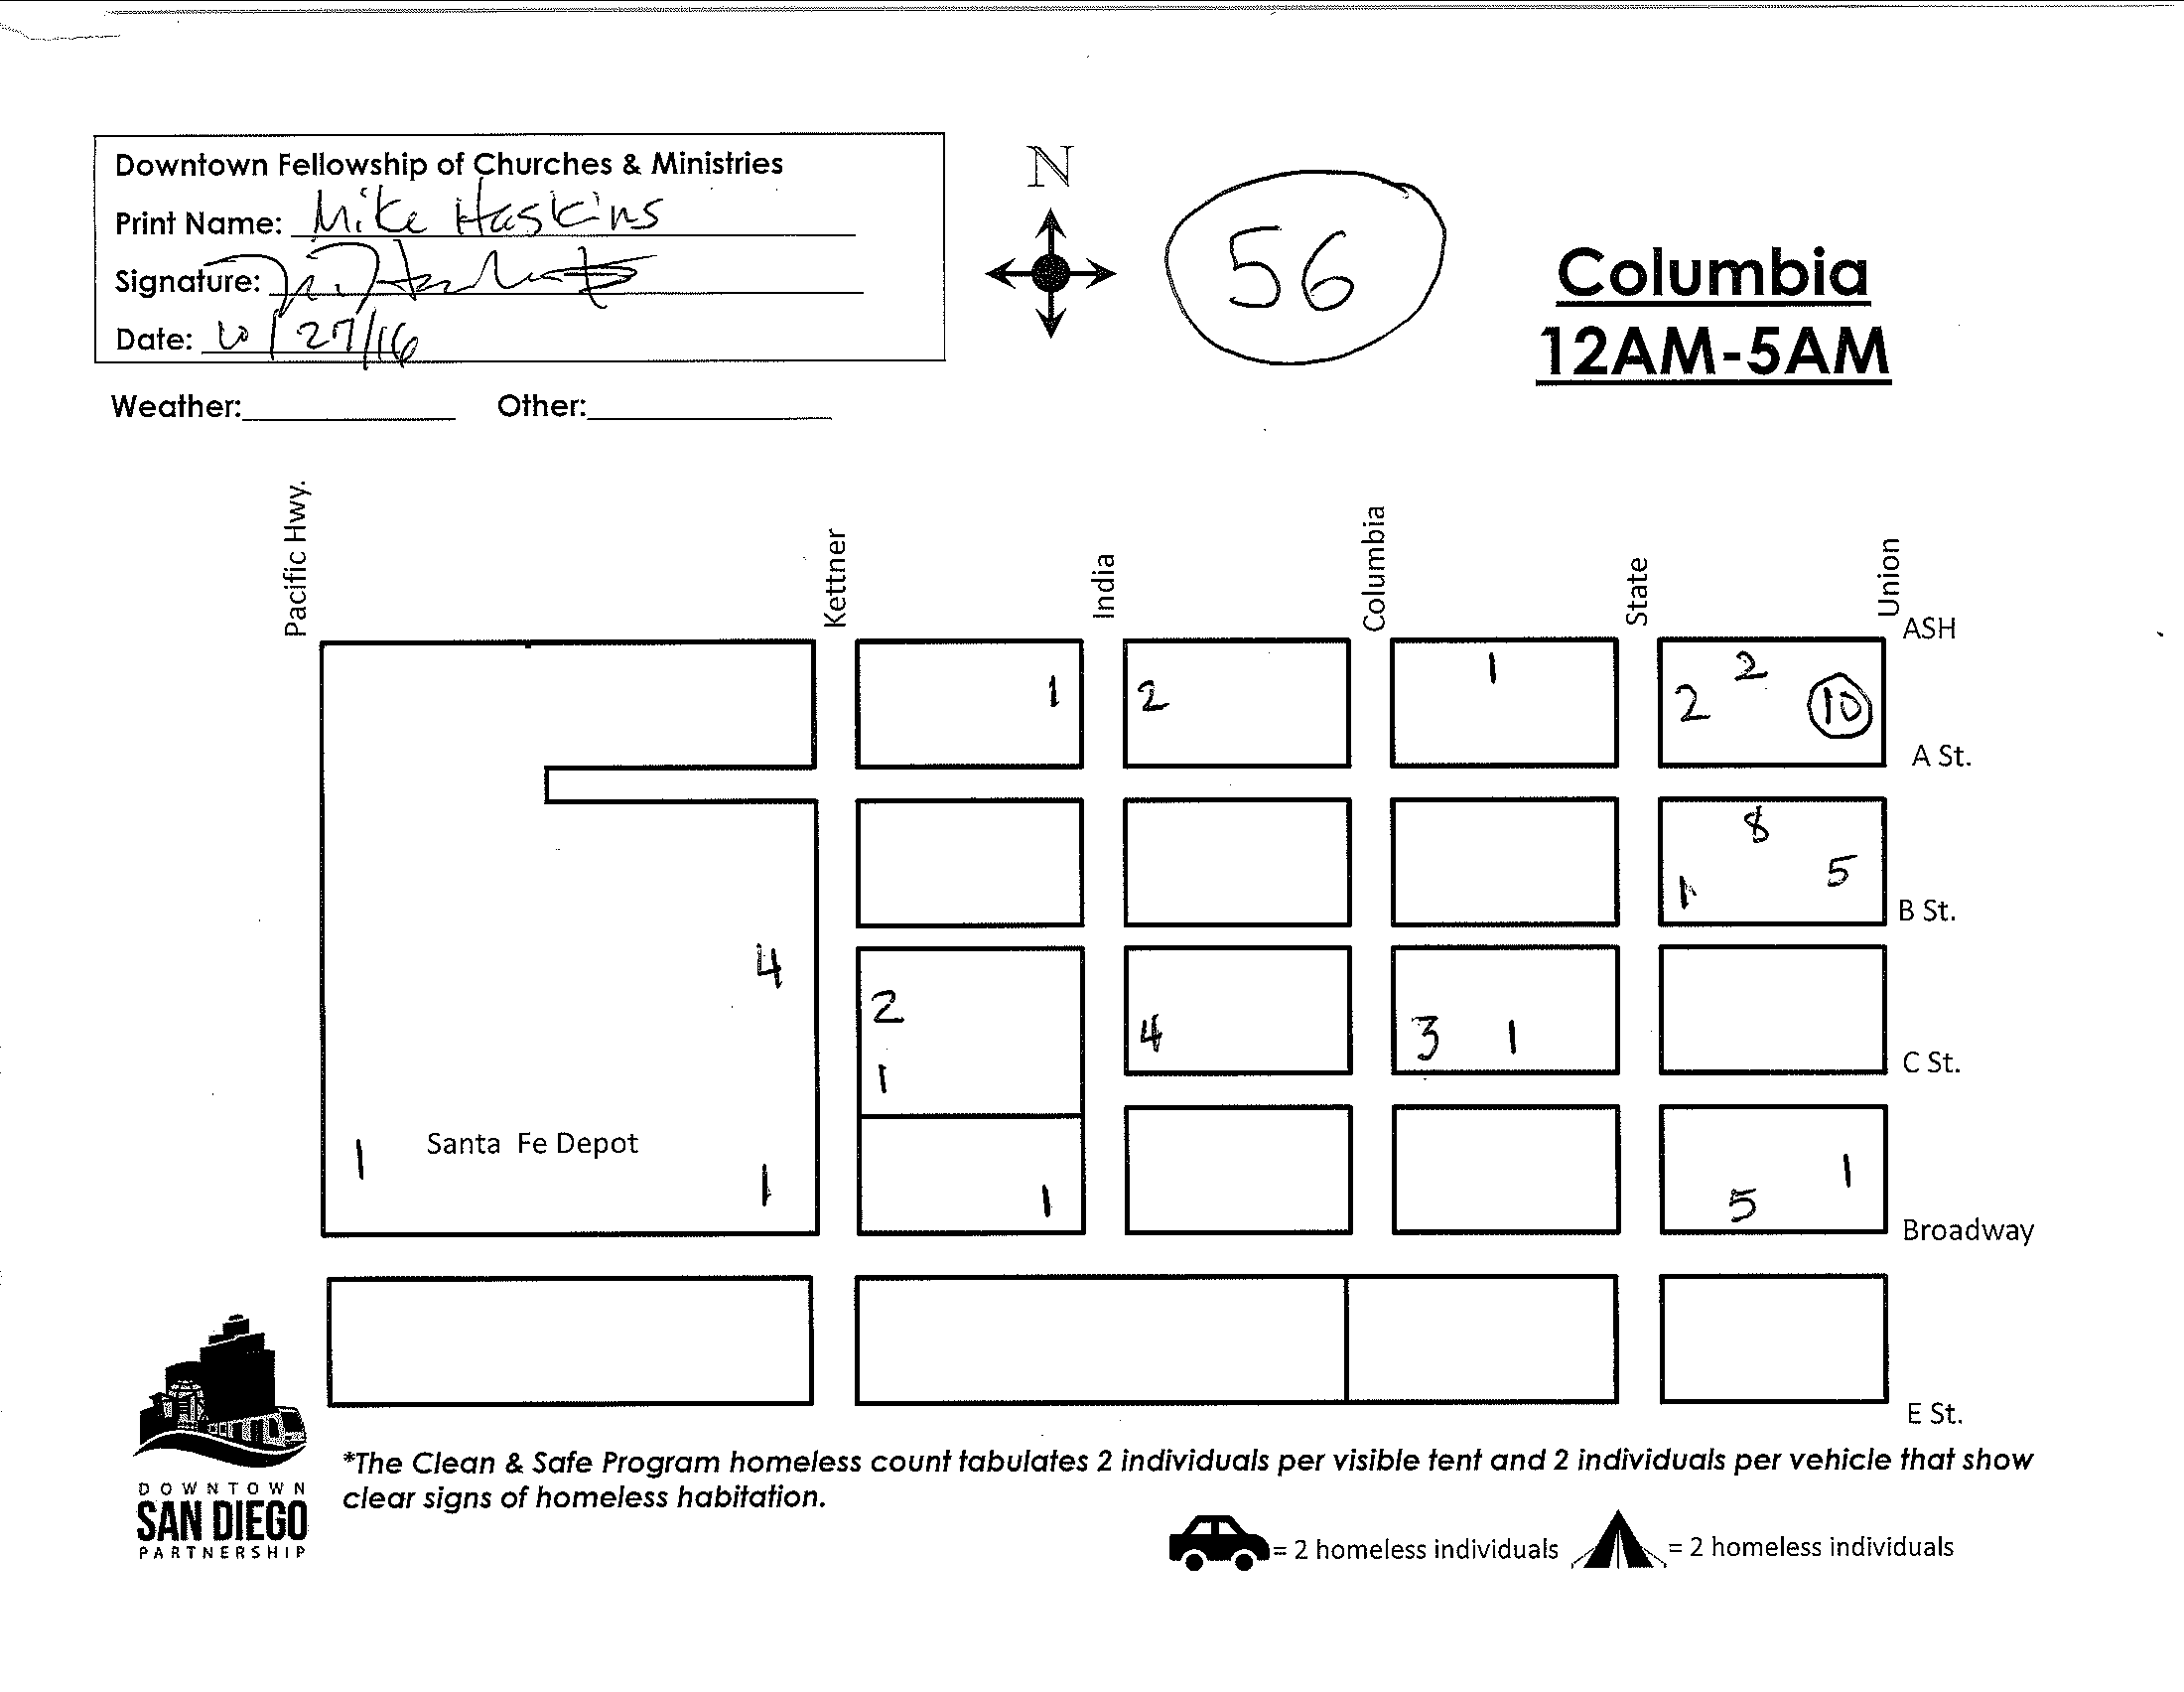 Downtown Fellowship of Churches & Ministries
Print Name: Mike Haskins
Signature:
Date: 10/27/16
N
56
Columbia
12AM-5AM
Weather: Other:
Pacific Hwy.
Kettner
India
Columbia
State
Union
ASH
1 2 1 2 2 10
A St.
8
1 5
B St.
4
2 4 3 1
1
C St.
Santa Fe Depot
1 1 1 5 1
Broadway
E St.
*The Clean & Safe Program homeless count tabulates 2 individuals per visible tent and 2 individuals per vehicle that show
clear signs of homeless habitation.
DOWNTOWN
SAN DIEGO
PARTNERSHIP
= 2 homeless individuals = 2 homeless individuals